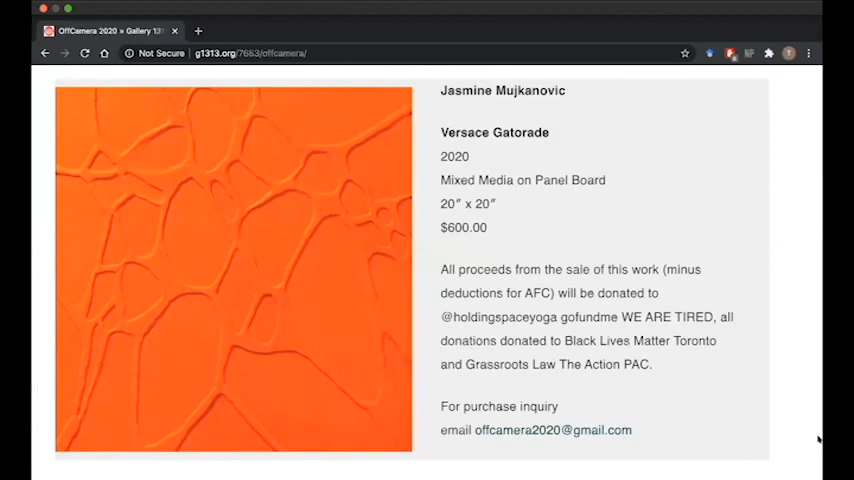 OffCamera 2020 » Gallery 131
Not Secure g1313.org/7653/offcamera/
NP
T
Jasmine Mujkanovic
Versace Gatorade
2020
Mixed Media on Panel Board
20″ x 20″
$600.00
All proceeds from the sale of this work (minus
deductions for AFC) will be donated to
@holdingspaceyoga gofundme WE ARE TIRED, all
donations donated to Black Lives Matter Toronto
and Grassroots Law The Action PAC.
For purchase inquiry
email offcamera2020@gmail.com